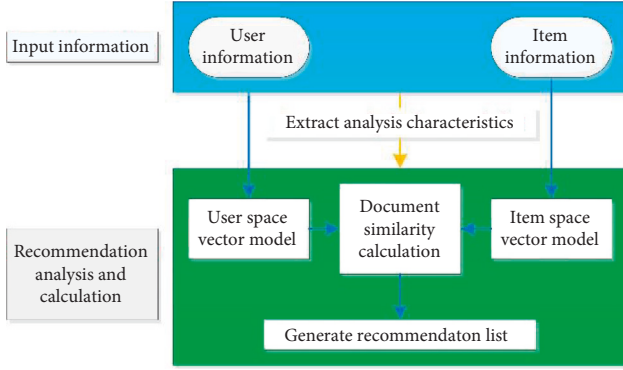 Input information
User
information
Item
information
Extract analysis characteristics
Recommendation
analysis and
calculation
User space
vector model
Document
similarity
calculation
Item space
vector model
Generate recommendaton list